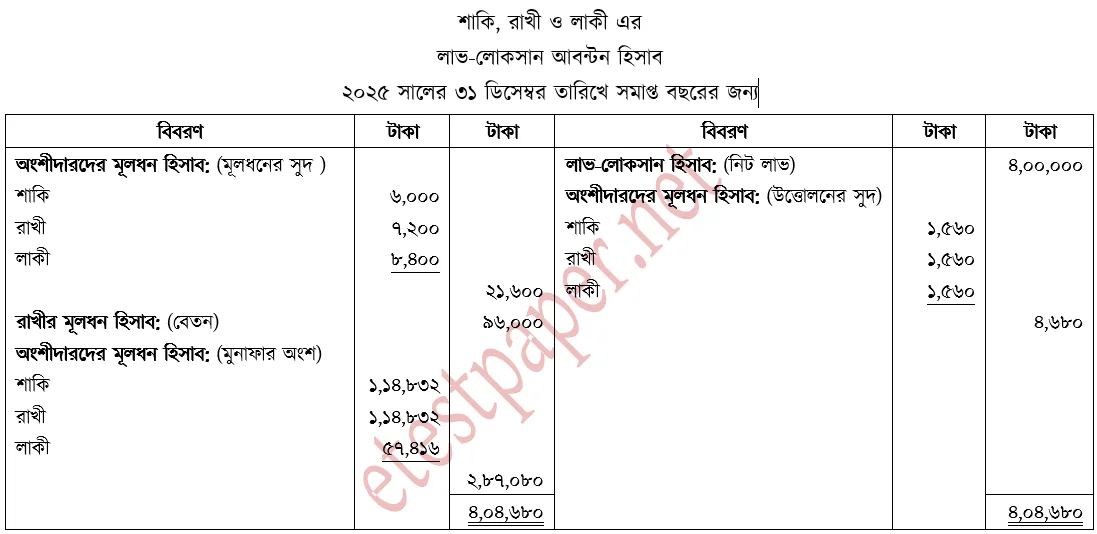 শাকি, রাখী ও লাকী এর
লাভ-লোকসান আবন্টন হিসাব
২০২৫ সালের ৩১ ডিসেম্বর তারিখে সমাপ্ত বছরের জন্য
বিবরণ টাকা টাকা বিবরণ টাকা টাকা
অংশীদারদের মূলধন হিসাব: (মূলধনের সুদ ) লাভ-লোকসান হিসাব: (নিট লাভ) ৪,০০,০০০
শাকি ৬,০০০ অংশীদারদের মূলধন হিসাব: (উত্তোলনের সুদ)
রাখী ৭,২০০ শাকি ১,৫৬০
লাকী ৮,৪০০ রাখী ১,৫৬০
২১,৬০০ লাকী ১,৫৬০
রাখীর মূলধন হিসাব: (বেতন) ৯৬,০০০ ৪,৬৮০
অংশীদারদের মূলধন হিসাব: (মুনাফার অংশ)
শাকি ১,১৪,৮৩২
রাখী ১,১৪,৮৩২
লাকী ৫৭,৪১৬
২,৮৭,০৮০
৪,০৪,৬৮০ ৪,০৪,৬৮০
etestpaper.net